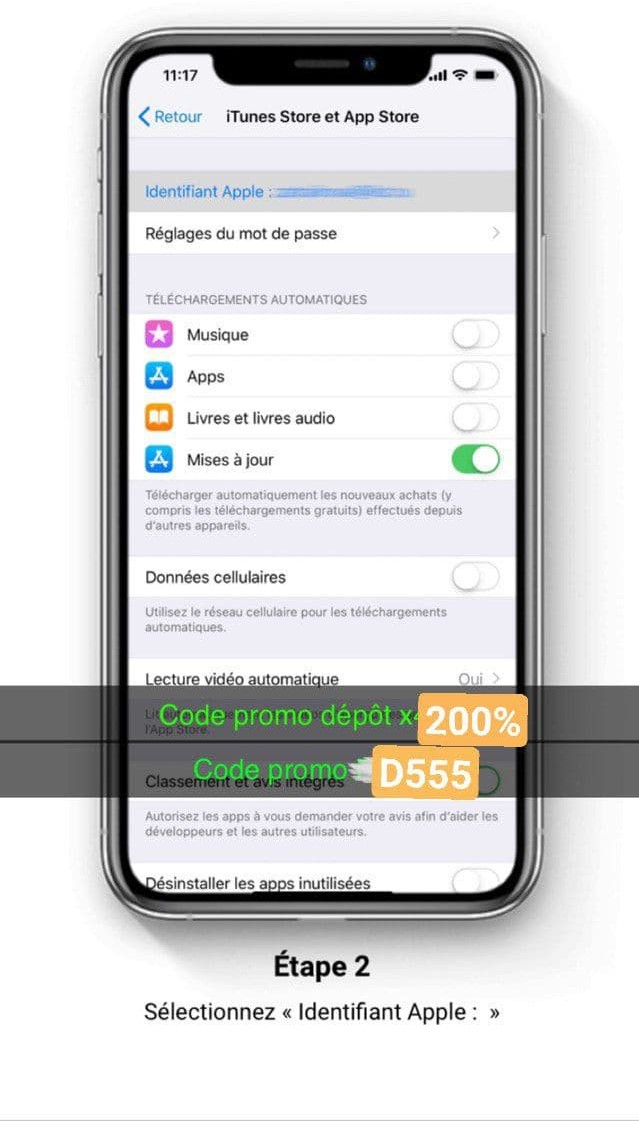 11:17
Retour
iTunes Store et App Store
Identifiant Apple :
Réglages du mot de passe
TÉLÉCHARGEMENTS AUTOMATIQUES
Musique
Apps
Livres et livres audio
Mises à jour
Télécharger automatiquement les nouveaux achats (y
compris les téléchargements gratuits) effectués depuis
d'autres appareils.
Données cellulaires
Utilisez le réseau cellulaire pour les téléchargements
automatiques.
Lecture vidéo automatique Oui
Code promo dépôt 200%
l'App Store.
Code promo D555
Classement et avis intégrés
Autorisez les apps à vous demander votre avis afin d'aider les
développeurs et les autres utilisateurs.
Désinstaller les apps inutilisées
Étape 2
Sélectionnez « Identifiant Apple : »